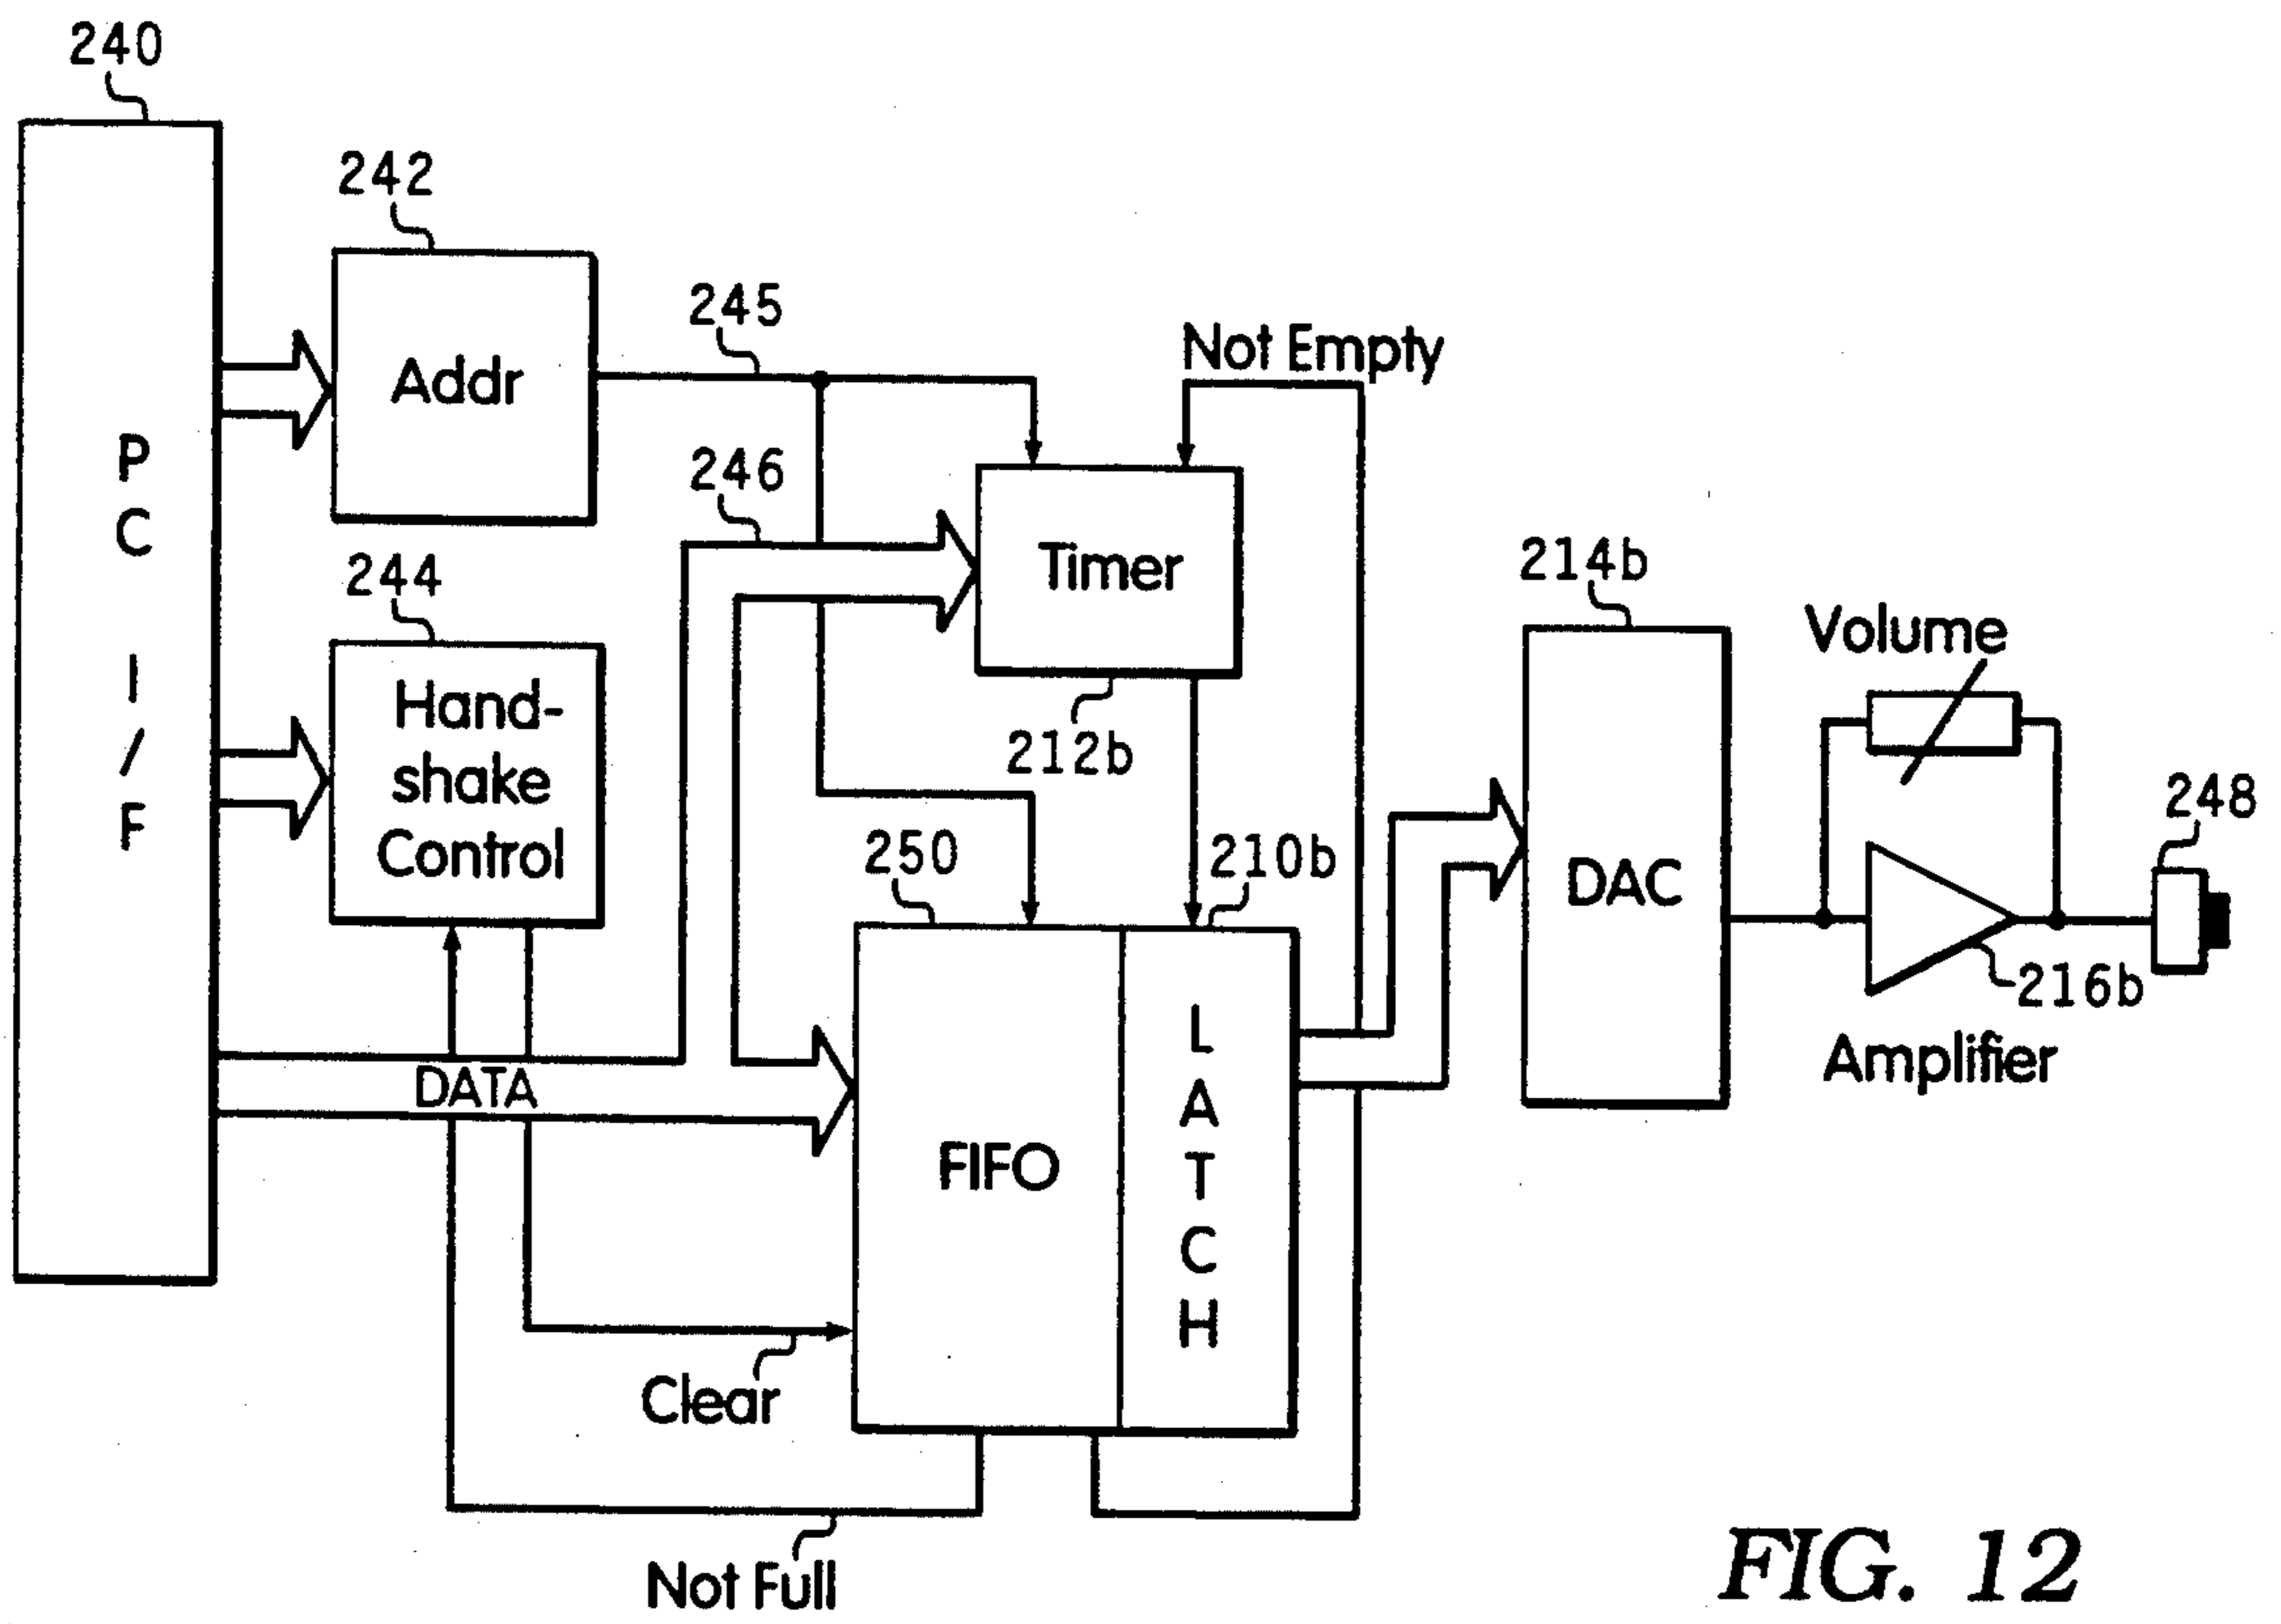 240
242
245
Not Empty
Addr
246
P
C
I
/
F
244
Timer
214b
Volume
Hand-
shake
Control
212b
248
250
210b
DAC
216b
Amplifier
DATA
FIFO
L
A
T
C
H
Clear
Not Full
FIG. 12